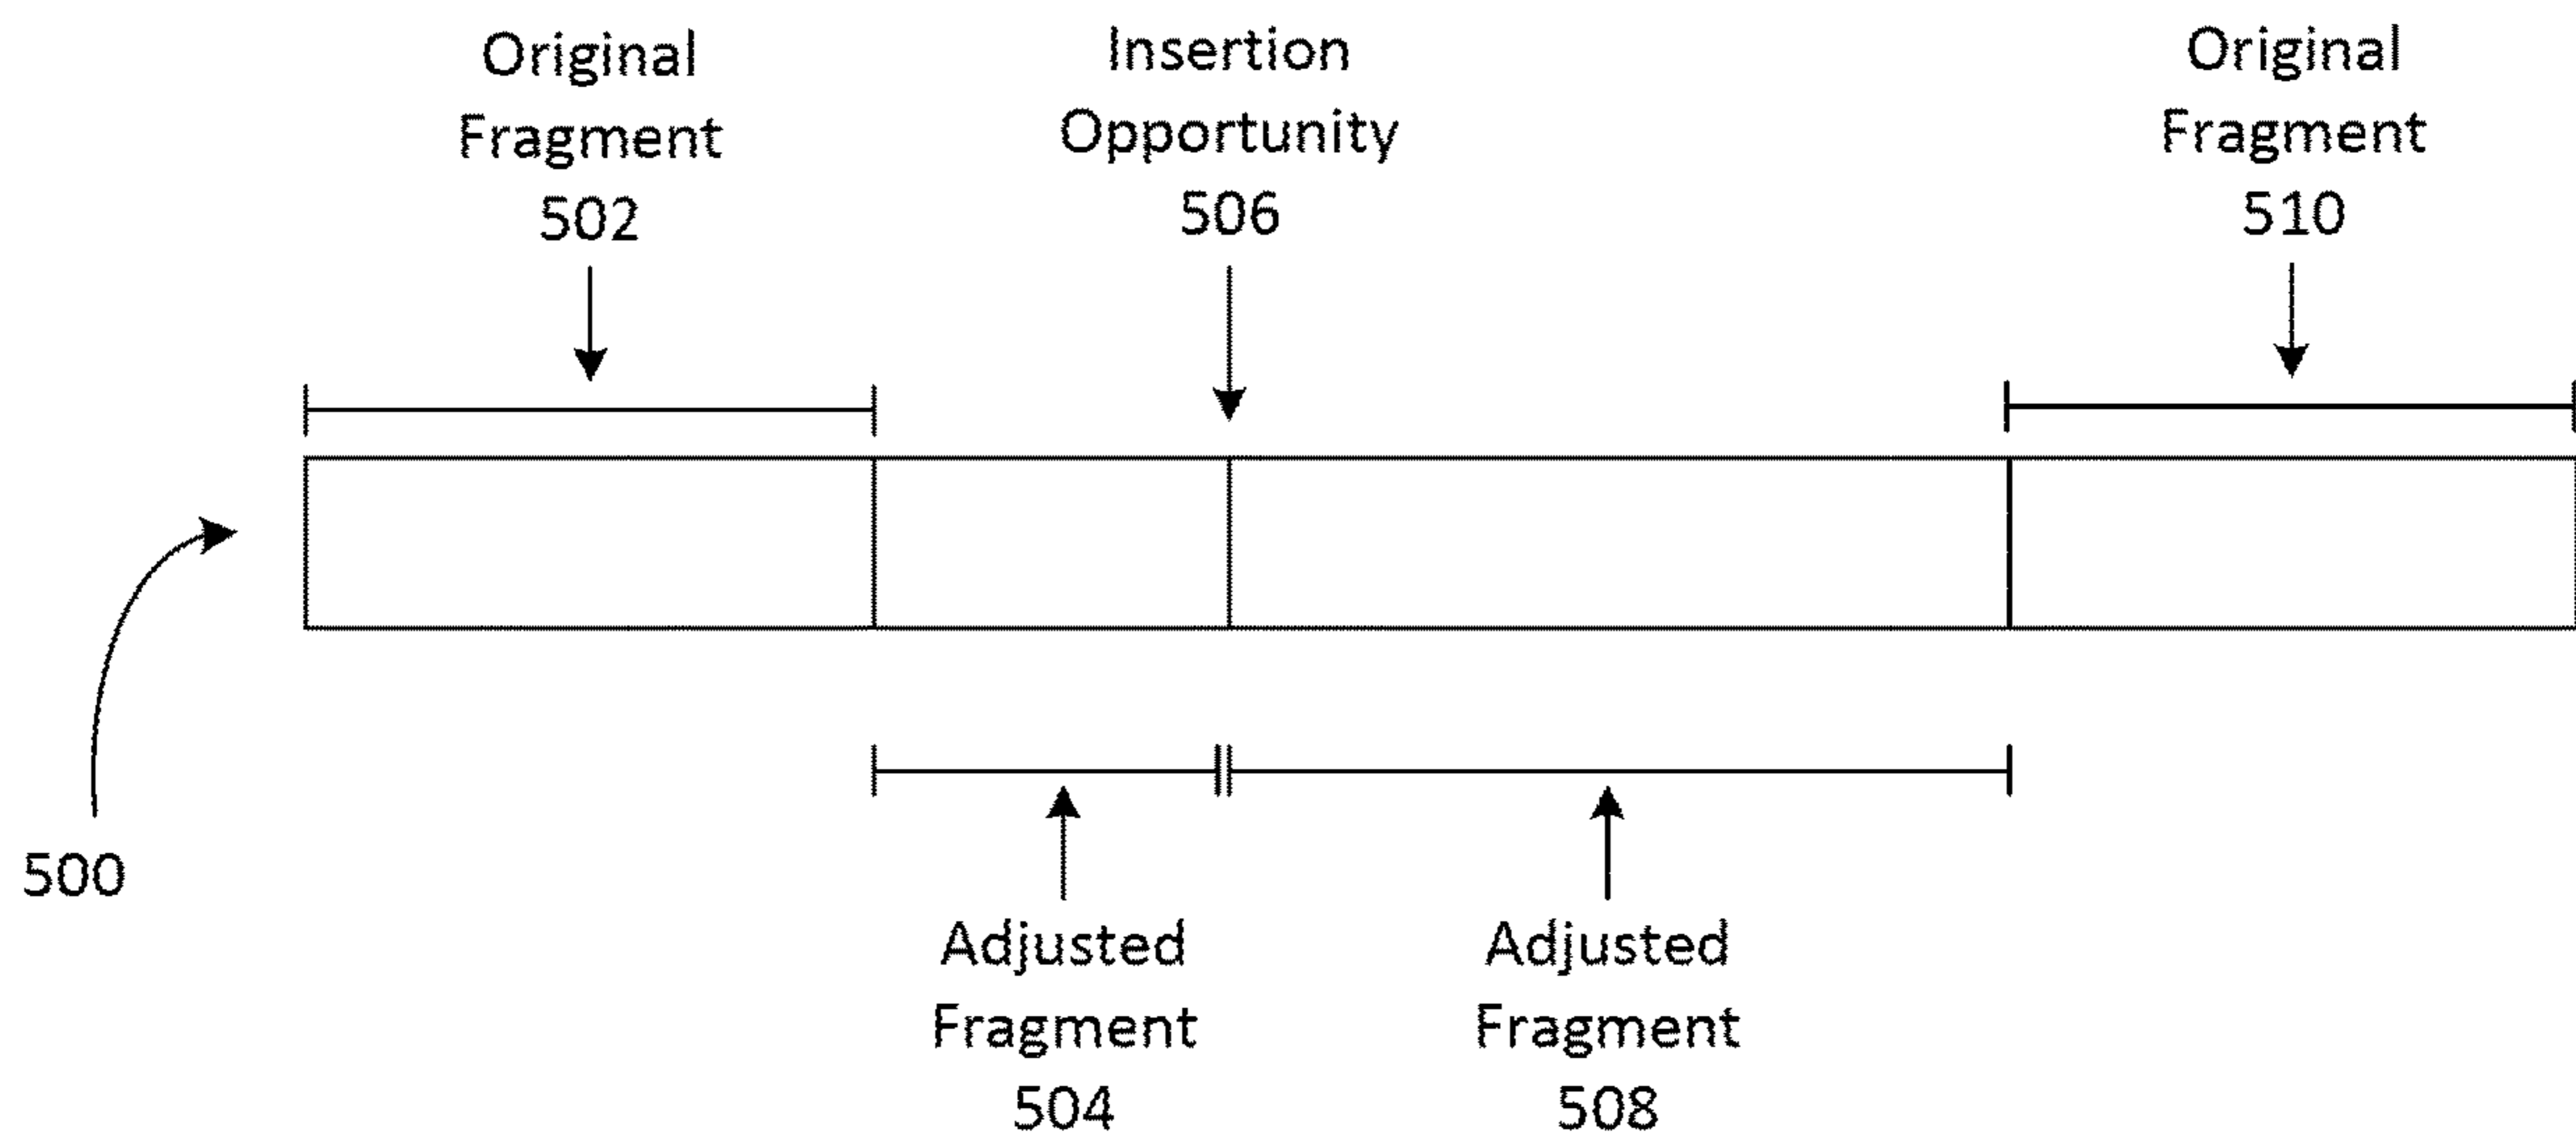 Original
Fragment
502
Insertion
Opportunity
506
Original
Fragment
510
500
Adjusted
Fragment
504
Adjusted
Fragment
508